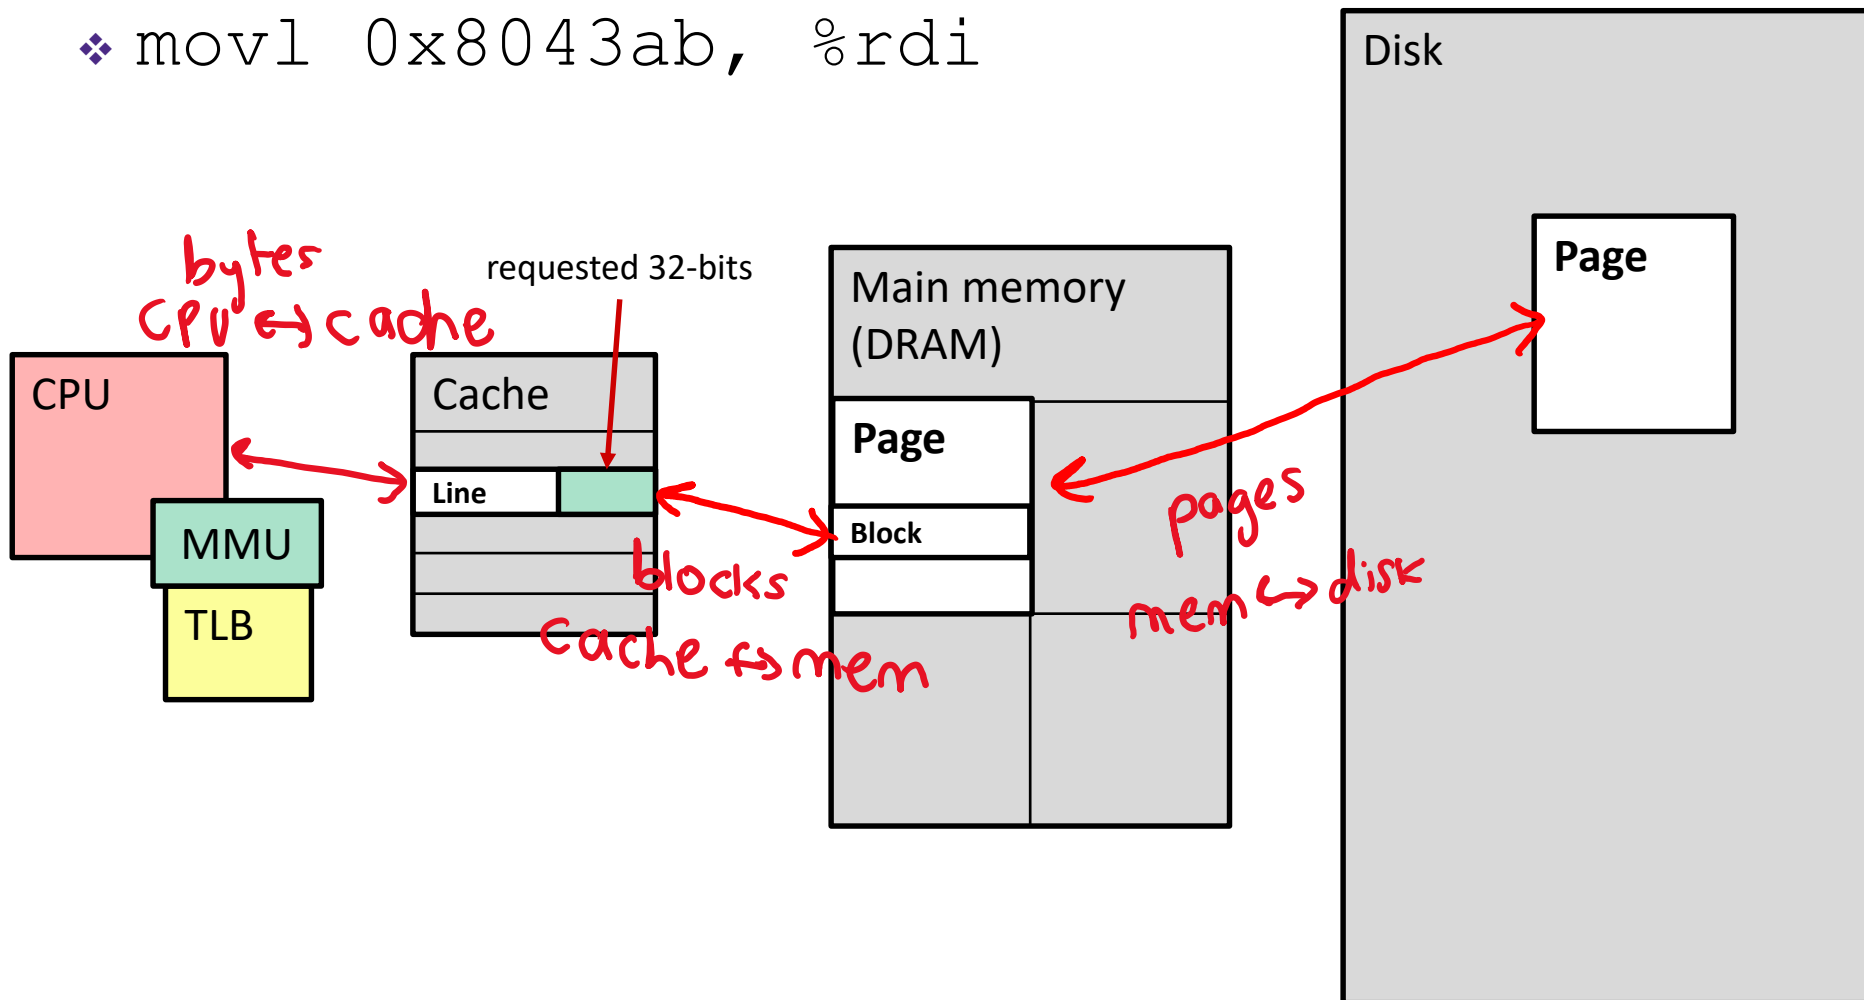 ❖ movl 0x8043ab, %rdi
Disk
Page
bytes
CPU ↔ cache
requested 32-bits
Main memory
(DRAM)
CPU
Cache
Page
Line
Block
MMU
pages
blocks
mem ↔ disk
TLB
Cache ↔ mem